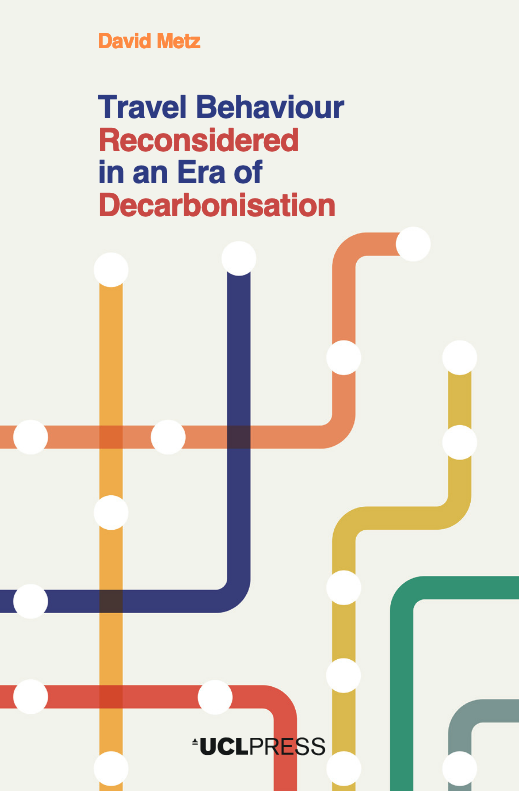 David Metz
Travel Behaviour
Reconsidered
in an Era of
Decarbonisation
UCLPRESS